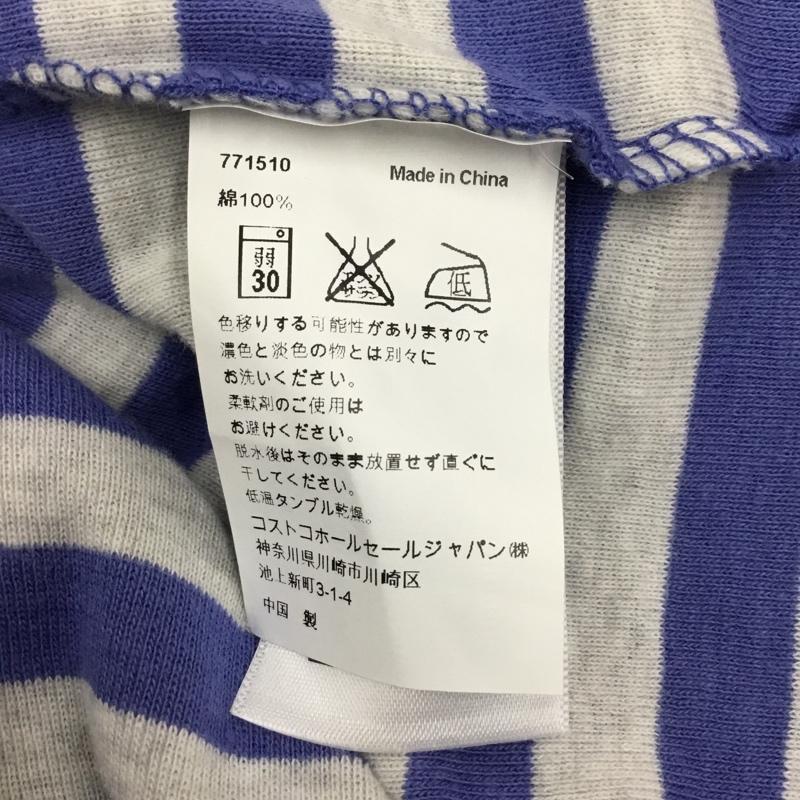 771510 Made in China
綿100%
弱 30 エンソ サラシ 低
色移りする可能性がありますので
濃色と淡色の物とは別々に
お洗いください。
柔軟剤のご使用は
お避けください。
脱水後はそのまま放置せず直ぐに
干してください。
低温タンブル乾燥。
コストコホールセールジャパン㈱
神奈川県川崎市川崎区
池上新町3-1-4
中国 製